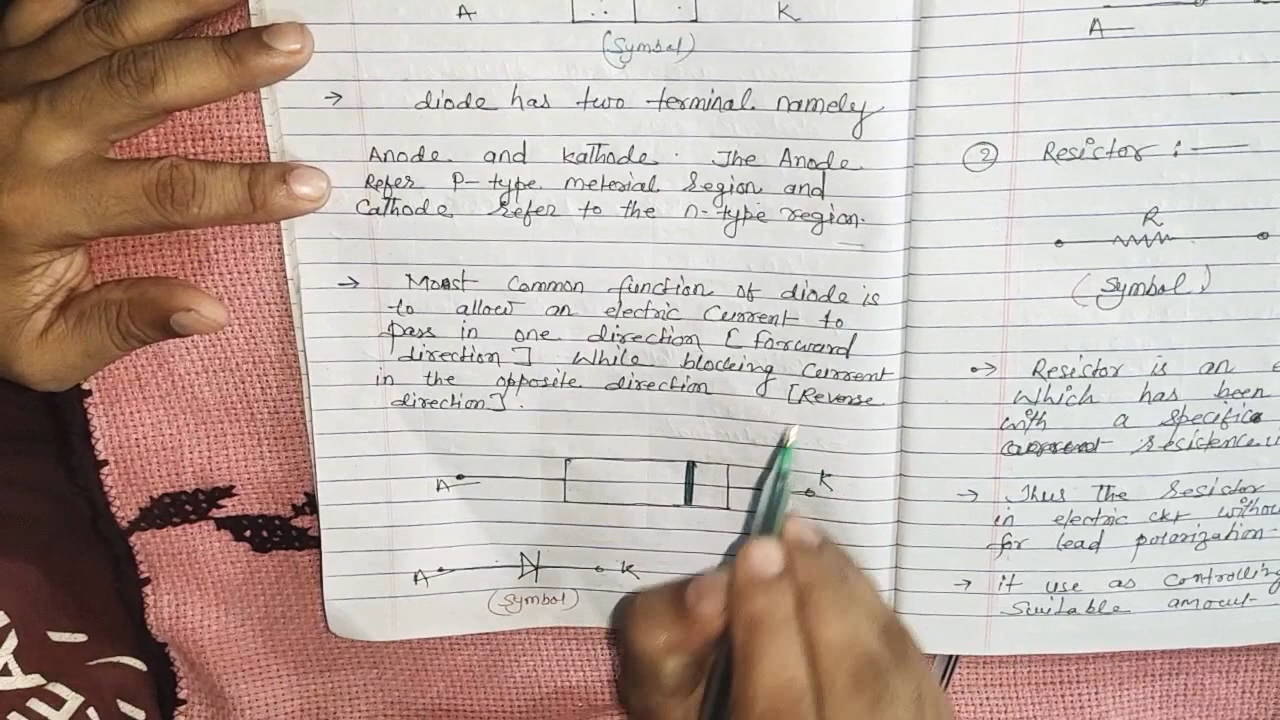 A K
(Symbol)
→ diode has two terminal namely
Anode and Kathode. The Anode
Refer P-type meterial region and
Cathode refer to the n-type region.
→ Moast Common function of diode is
to allow an electric current to
pass in one direction [forward
direction] while blocking current
in the opposite direction [Reverse
direction].
A K
A K
(Symbol)
A
② Resistor :-
R
(Symbol)
→ Resistor is an
which has been
with a specific
resistence
→ Thus the resistor
in electric ckt withou
for lead polarization
→ it use as controlling
Suitable amout